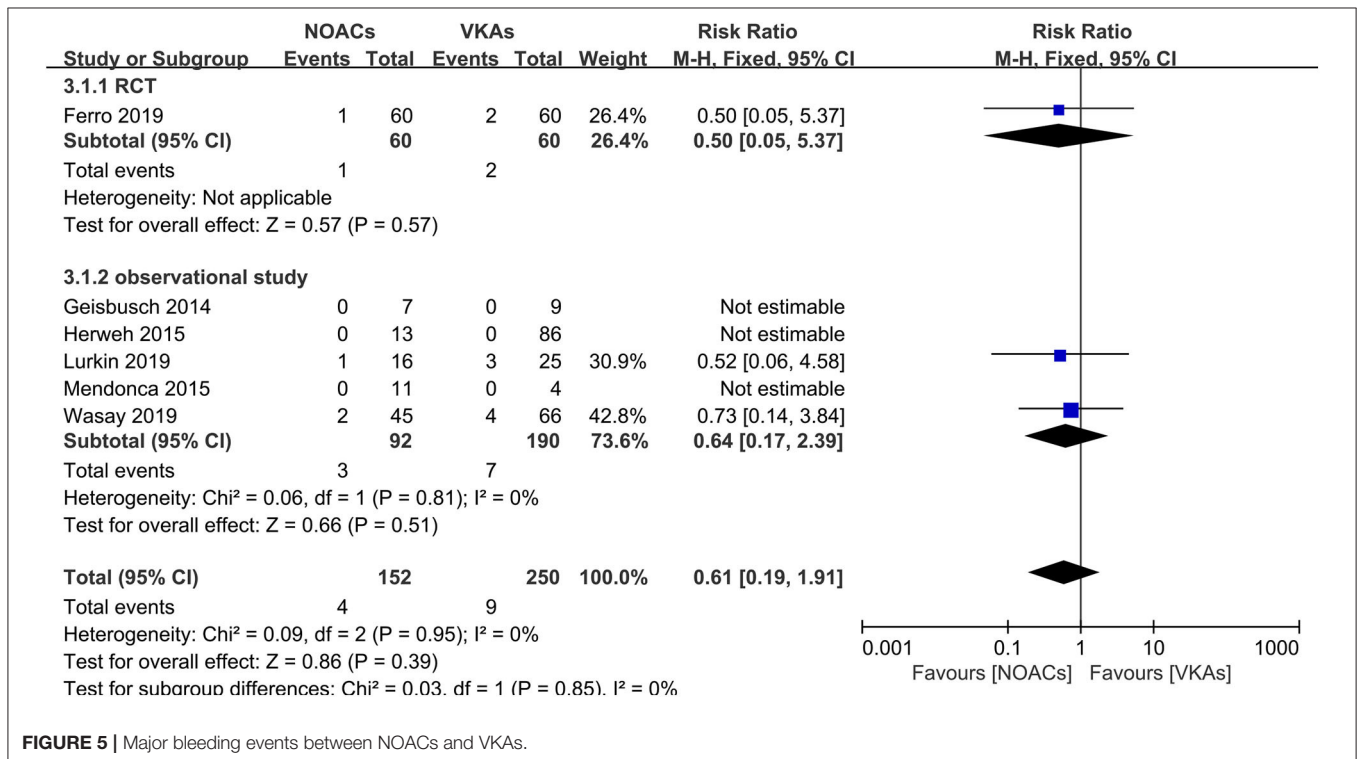 NOACs VKAs Risk Ratio Risk Ratio
Study or Subgroup Events Total Events Total Weight M-H, Fixed, 95% CI M-H, Fixed, 95% CI
3.1.1 RCT
Ferro 2019 1 60 2 60 26.4% 0.50 [0.05, 5.37]
Subtotal (95% CI) 60 60 26.4% 0.50 [0.05, 5.37]
Total events 1 2
Heterogeneity: Not applicable
Test for overall effect: Z = 0.57 (P = 0.57)
3.1.2 observational study
Geisbusch 2014 0 7 0 9 Not estimable
Herweh 2015 0 13 0 86 Not estimable
Lurkin 2019 1 16 3 25 30.9% 0.52 [0.06, 4.58]
Mendonca 2015 0 11 0 4 Not estimable
Wasay 2019 2 45 4 66 42.8% 0.73 [0.14, 3.84]
Subtotal (95% CI) 92 190 73.6% 0.64 [0.17, 2.39]
Total events 3 7
Heterogeneity: Chi² = 0.06, df = 1 (P = 0.81); I² = 0%
Test for overall effect: Z = 0.66 (P = 0.51)
Total (95% CI) 152 250 100.0% 0.61 [0.19, 1.91]
Total events 4 9
Heterogeneity: Chi² = 0.09, df = 2 (P = 0.95); I² = 0%
Test for overall effect: Z = 0.86 (P = 0.39)
Test for subgroup differences: Chi² = 0.03, df = 1 (P = 0.85), I² = 0%
0.001 0.1 1 10 1000
Favours [NOACs] Favours [VKAs]
FIGURE 5 | Major bleeding events between NOACs and VKAs.